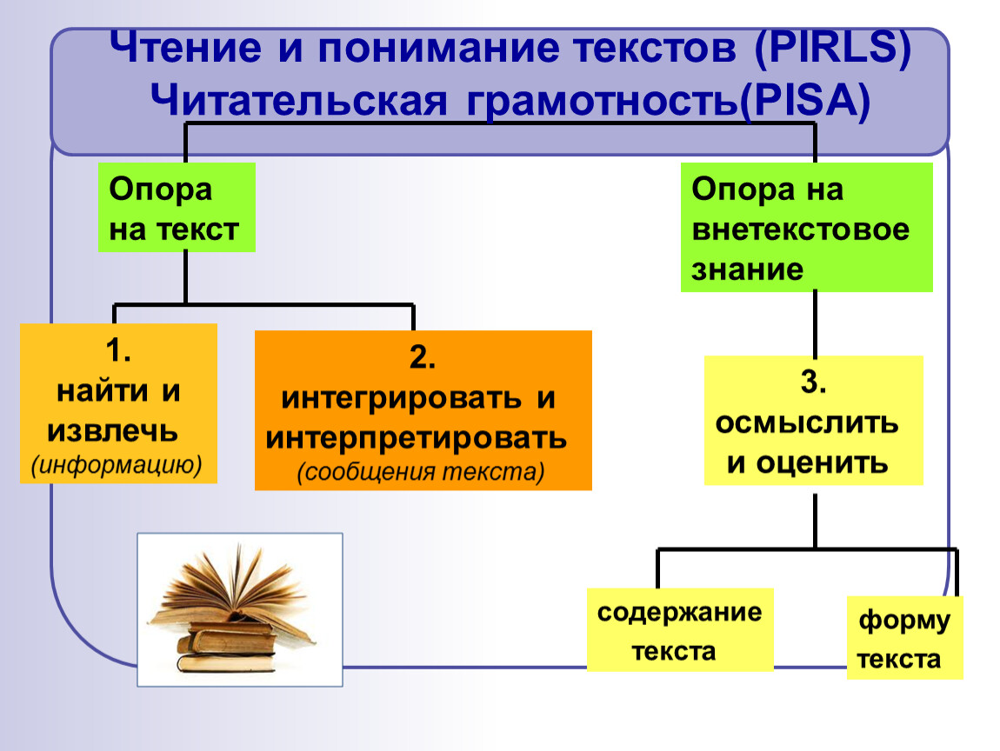 Чтение и понимание текстов (PIRLS)
Читательская грамотность(PISA)
Опора
на текст
Опора на
внетекстовое
знание
1.
найти и
извлечь
(информацию)
2.
интегрировать и
интерпретировать
(сообщения текста)
3.
осмыслить
и оценить
содержание
текста
форму
текста